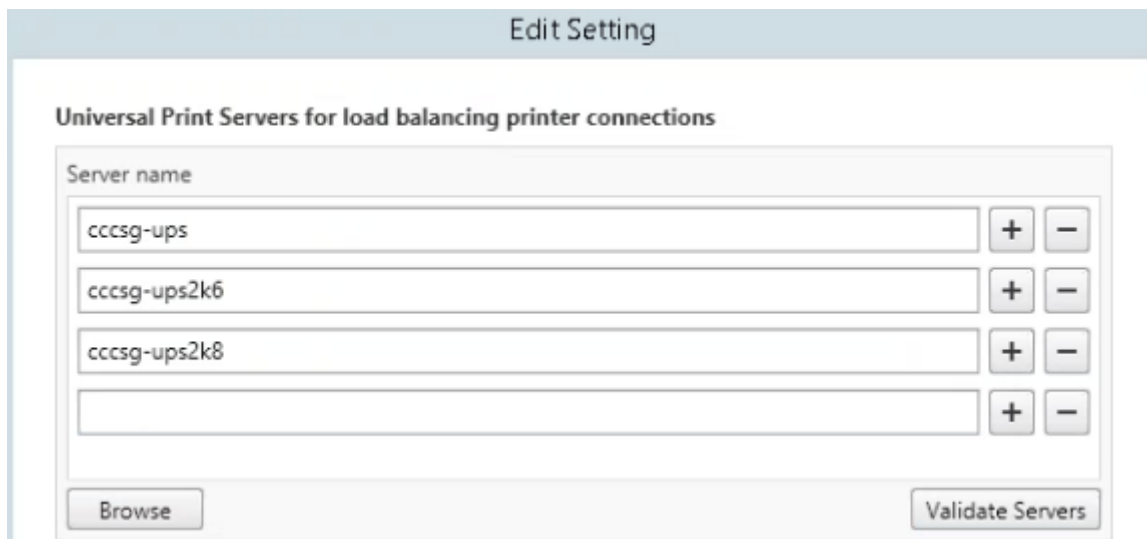 Edit Setting
Universal Print Servers for load balancing printer connections
Server name
cccsg-ups + −
cccsg-ups2k6 + −
cccsg-ups2k8 + −
+ −
Browse Validate Servers